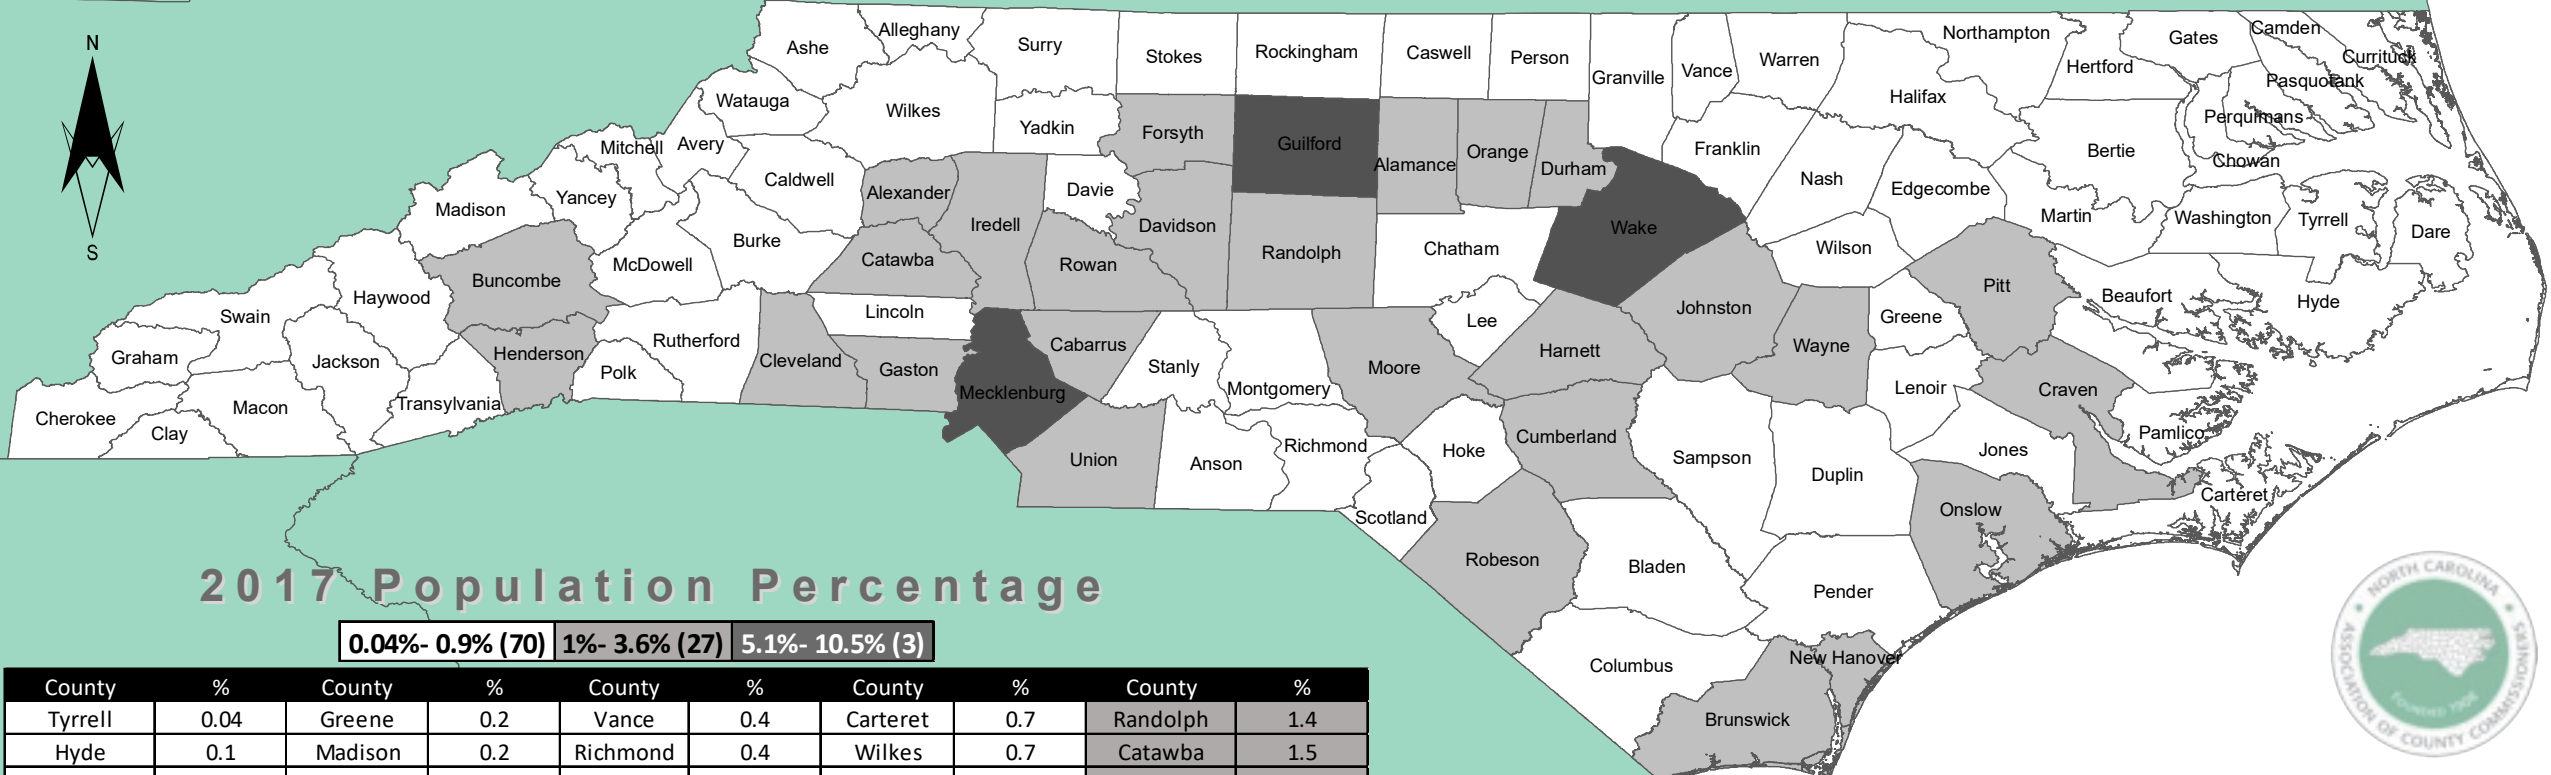 N
S
Ashe
Alleghany
Surry
Stokes
Rockingham
Caswell
Person
Granville
Vance
Warren
Northampton
Hertford
Gates
Camden
Currituck
Pasquotank
Perquimans
Chowan
Halifax
Bertie
Watauga
Wilkes
Yadkin
Forsyth
Guilford
Alamance
Orange
Durham
Franklin
Nash
Edgecombe
Martin
Washington
Tyrrell
Dare
Mitchell
Avery
Caldwell
Alexander
Iredell
Davie
Davidson
Randolph
Chatham
Wake
Wilson
Madison
Yancey
Burke
McDowell
Catawba
Rowan
Johnston
Pitt
Beaufort
Hyde
Buncombe
Haywood
Swain
Graham
Jackson
Henderson
Rutherford
Polk
Cleveland
Lincoln
Gaston
Cabarrus
Mecklenburg
Stanly
Montgomery
Moore
Lee
Harnett
Wayne
Greene
Lenoir
Craven
Pamlico
Cherokee
Clay
Macon
Transylvania
Union
Anson
Richmond
Hoke
Cumberland
Sampson
Duplin
Jones
Carteret
Onslow
Scotland
Robeson
Bladen
Pender
Columbus
New Hanover
Brunswick
2017 Population Percentage
0.04%- 0.9% (70) 1%- 3.6% (27) 5.1%- 10.5% (3)
County % County % County % County % County %
Tyrrell 0.04 Greene 0.2 Vance 0.4 Carteret 0.7 Randolph 1.4
Hyde 0.1 Madison 0.2 Richmond 0.4 Wilkes 0.7 Catawba 1.5
NORTH CAROLINA
ASSOCIATION OF COUNTY COMMISSIONERS